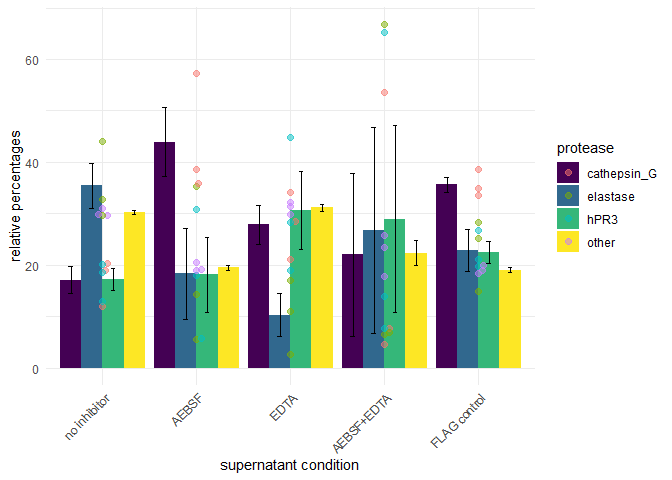 relative percentages
60
40
20
0
no inhibitor
AEBSF
EDTA
AEBSF+EDTA
FLAG control
supernatant condition
protease
cathepsin_G
elastase
hPR3
other